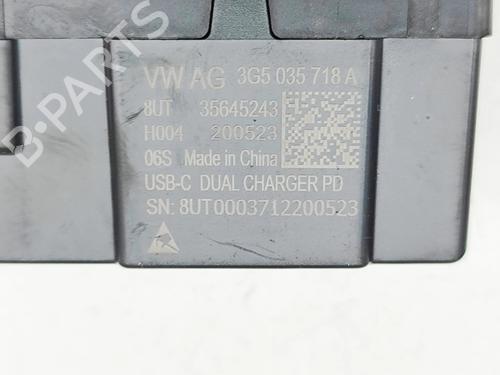 VW AG 3G5 035 718 A
8UT 35645243
H004 200523
06S Made in China
USB-C DUAL CHARGER PD
SN: 8UT0003712200523
B-PARTS